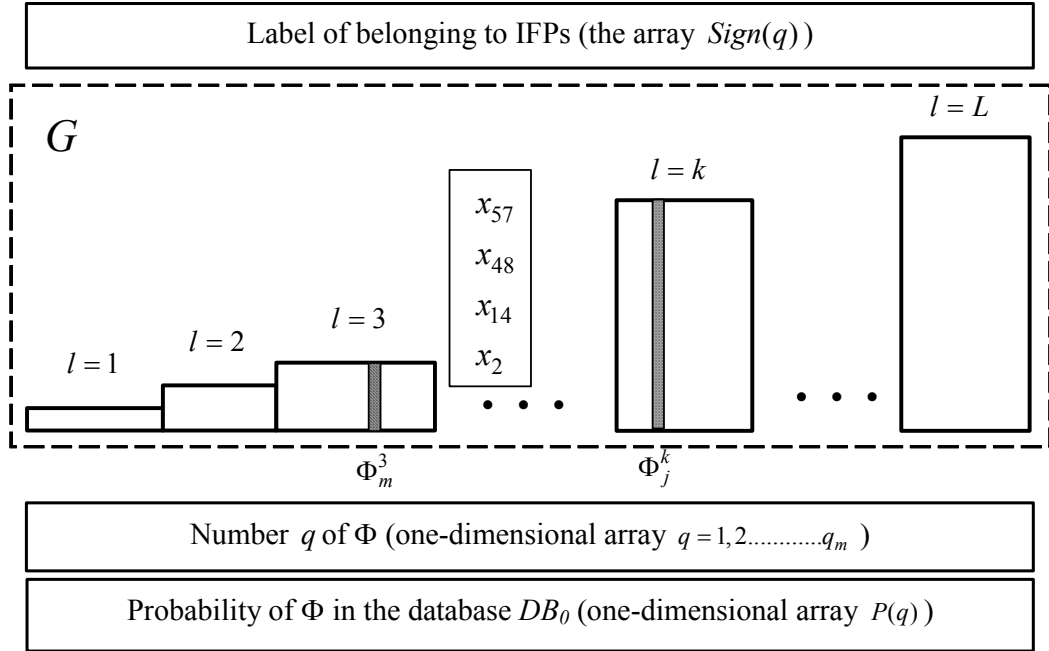 Label of belonging to IFPs (the array Sign(q) )
G
l = L
l = k
x₅₇
x₄₈
x₁₄
x₂
l = 3
l = 2
l = 1
• • •
• • •
Φ³ₘ
Φᵏⱼ
Number q of Φ (one-dimensional array q = 1, 2............qₘ )
Probability of Φ in the database DB₀ (one-dimensional array P(q) )